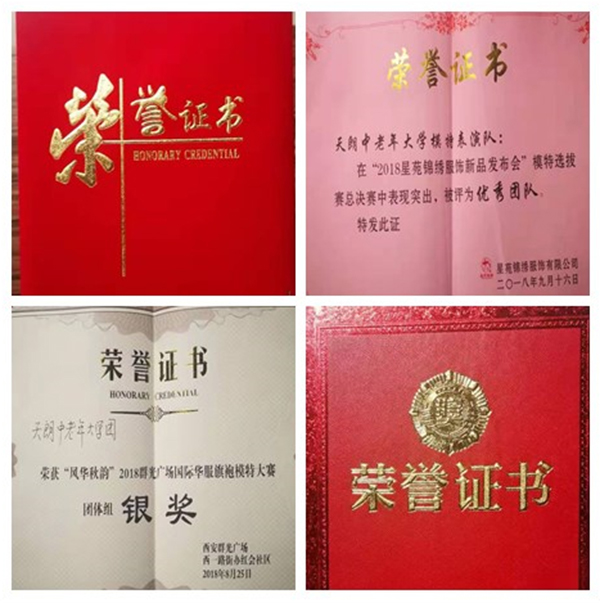 荣誉证书
HONORARY CREDENTIAL
荣誉证书
天朗中老年大学模特表演队：
在“2018星苑锦绣服饰新品发布会”模特选拔
赛总决赛中表现突出，被评为优秀团队。
特发此证
星苑锦绣服饰有限公司
二〇一八年九月十六日
荣誉证书
HONORARY CREDENTIAL
天朗中老年大学团
荣获“风华秋韵”2018群光广场国际华服旗袍模特大赛
团体组 银奖
西安群光广场
西一路街办红会社区
2018年8月25日
荣誉证书